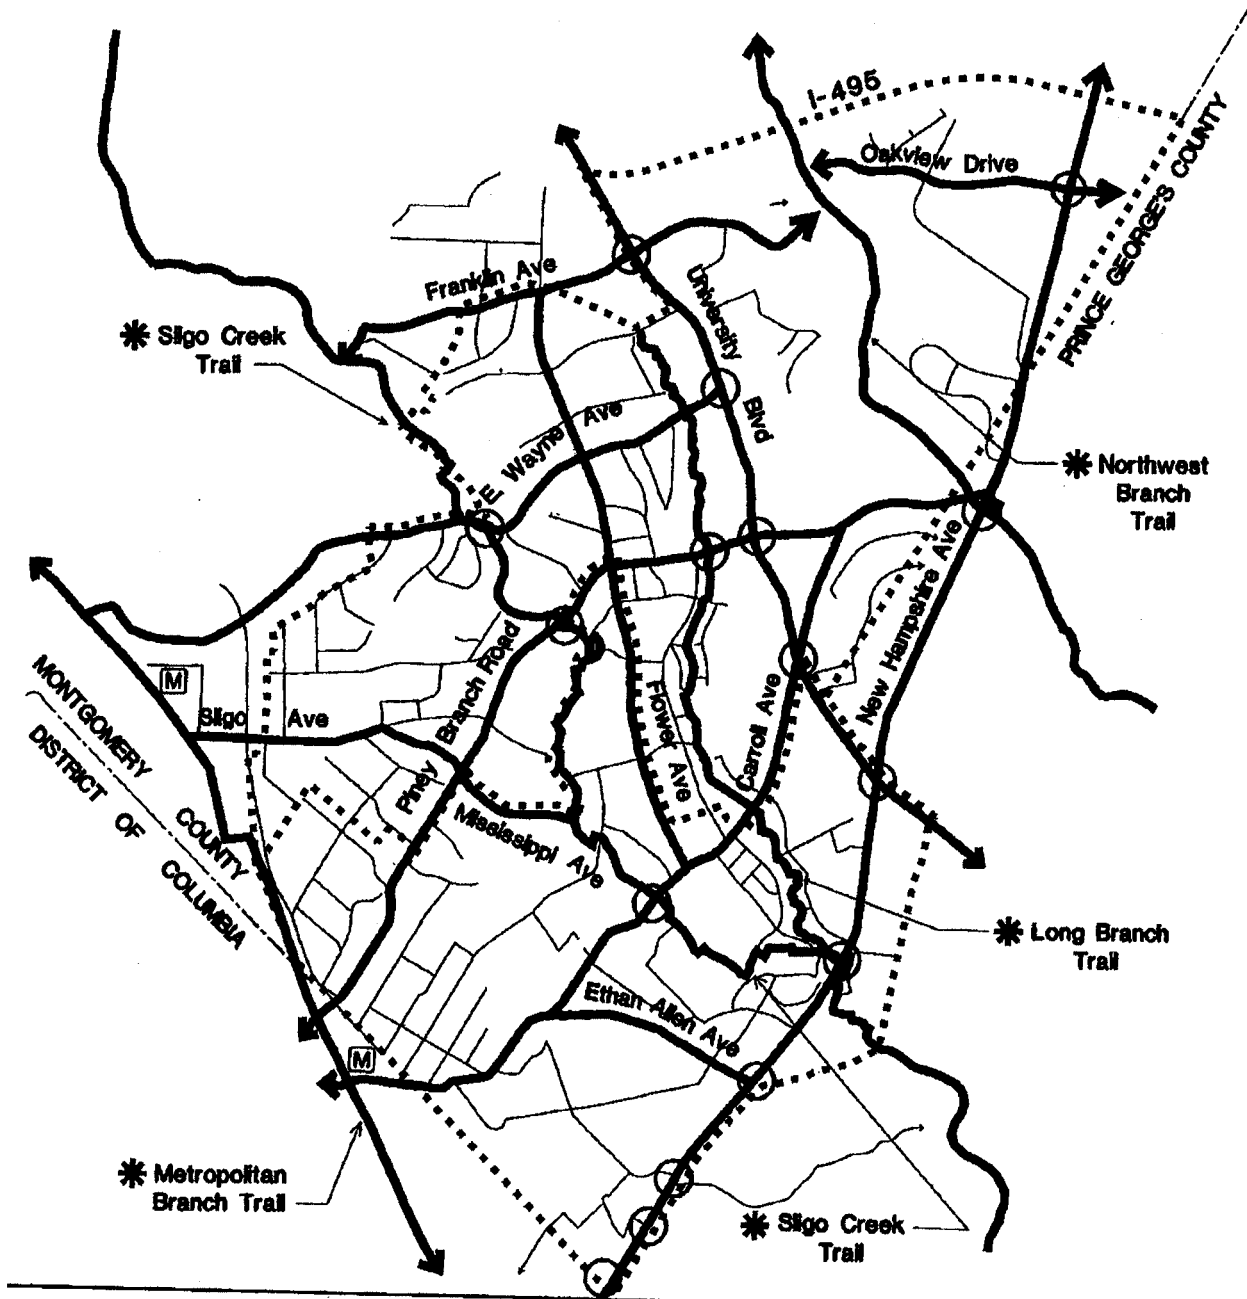 I-495
Oakview Drive
PRINCE GEORGE'S COUNTY
Franklin Ave
University Blvd
✳ Sligo Creek
Trail
E Wayne Ave
✳ Northwest
Branch
Trail
New Hampshire Ave
MONTGOMERY COUNTY
DISTRICT OF COLUMBIA
M
Sligo Ave
Piney Branch Road
Flower Ave
Carroll Ave
Mississippi Ave
✳ Long Branch
Trail
Ethan Allen Ave
M
✳ Metropolitan
Branch Trail
✳ Sligo Creek
Trail